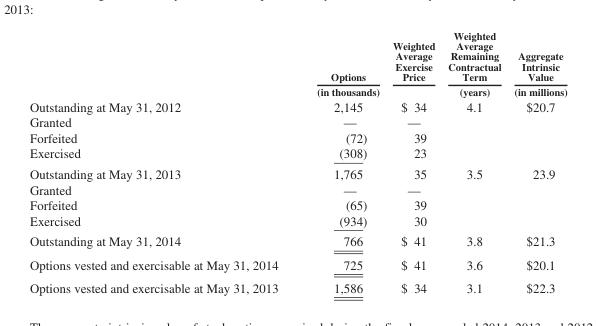 2013:
Weighted
Weighted Average
Average Remaining Aggregate
Exercise Contractual Intrinsic
Options Price Term Value
(in thousands) (years) (in millions)
Outstanding at May 31, 2012 2,145 $ 34 4.1 $20.7
Granted — —
Forfeited (72) 39
Exercised (308) 23
Outstanding at May 31, 2013 1,765 35 3.5 23.9
Granted — —
Forfeited (65) 39
Exercised (934) 30
Outstanding at May 31, 2014 766 $ 41 3.8 $21.3
Options vested and exercisable at May 31, 2014 725 $ 41 3.6 $20.1
Options vested and exercisable at May 31, 2013 1,586 $ 34 3.1 $22.3